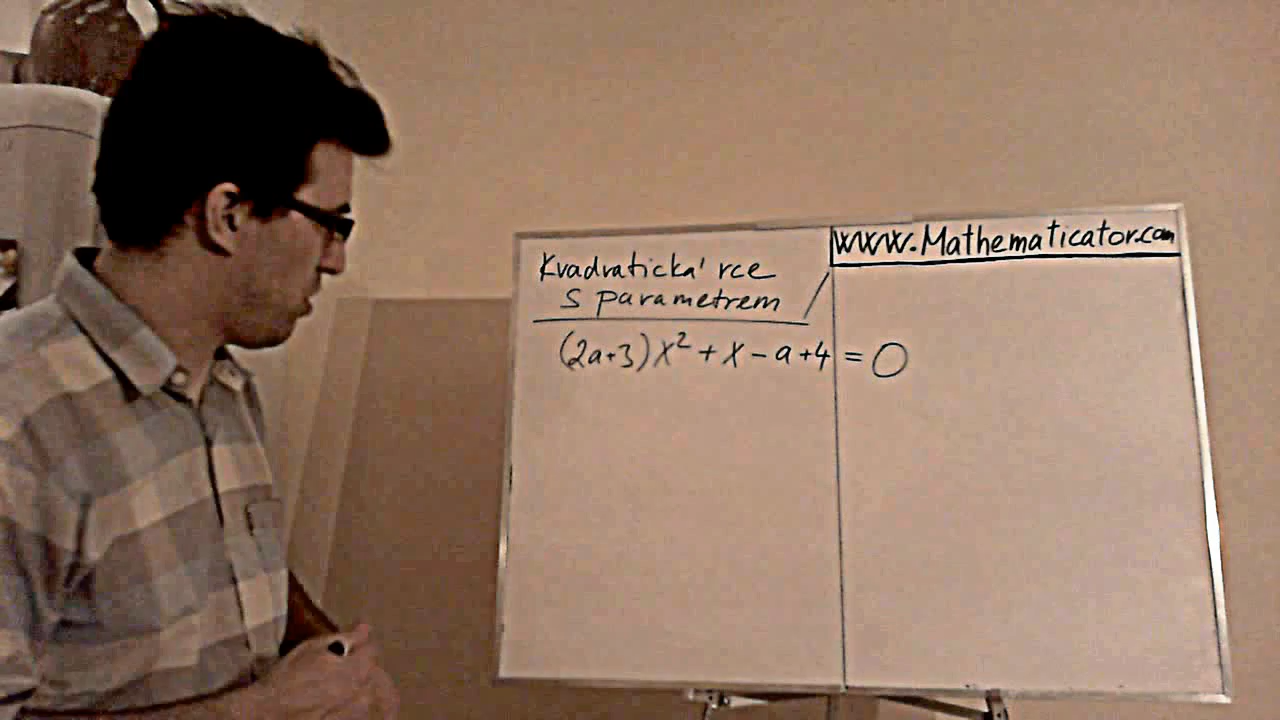 Kvadratická rce
s parametrem
www.Mathematicator.com
(2a+3)x² + x - a + 4 = 0